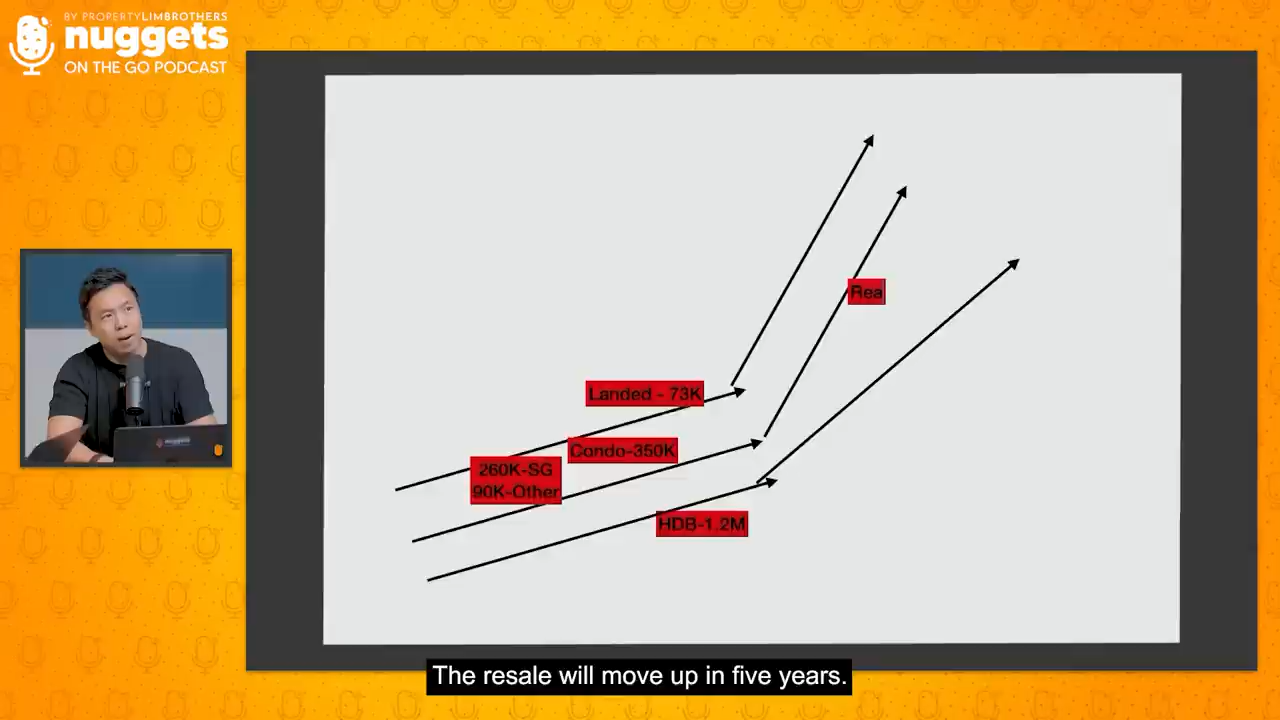 BY PROPERTYLIMBROTHERS
nuggets
ON THE GO PODCAST
Rea
Landed - 73K
Condo-350K
260K-SG
90K-Other
HDB-1.2M
nuggets
The resale will move up in five years.